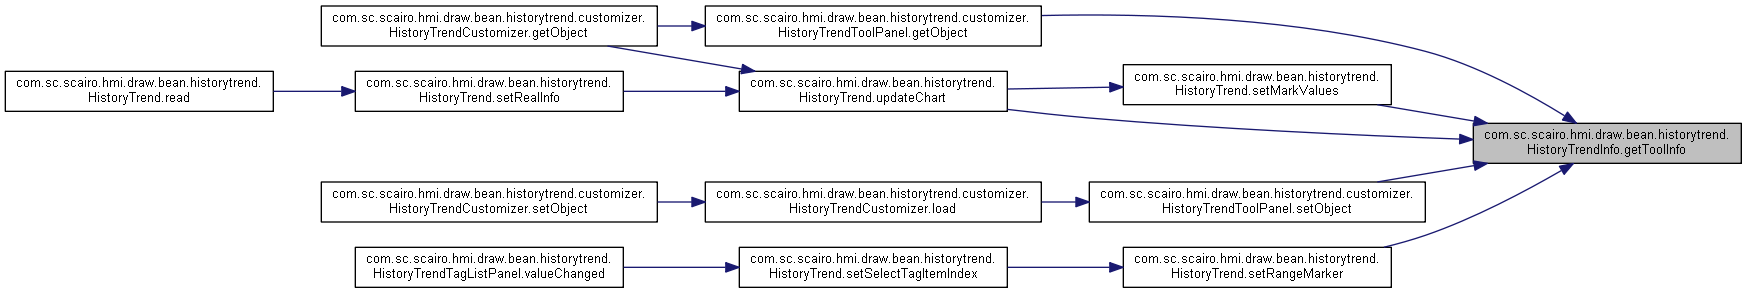 com.sc.scairo.hmi.draw.bean.historytrend.customizer.
HistoryTrendCustomizer.getObject
com.sc.scairo.hmi.draw.bean.historytrend.customizer.
HistoryTrendToolPanel.getObject
com.sc.scairo.hmi.draw.bean.historytrend.
HistoryTrend.read
com.sc.scairo.hmi.draw.bean.historytrend.
HistoryTrend.setRealInfo
com.sc.scairo.hmi.draw.bean.historytrend.
HistoryTrend.updateChart
com.sc.scairo.hmi.draw.bean.historytrend.
HistoryTrend.setMarkValues
com.sc.scairo.hmi.draw.bean.historytrend.
HistoryTrendInfo.getToolInfo
com.sc.scairo.hmi.draw.bean.historytrend.customizer.
HistoryTrendCustomizer.setObject
com.sc.scairo.hmi.draw.bean.historytrend.customizer.
HistoryTrendCustomizer.load
com.sc.scairo.hmi.draw.bean.historytrend.customizer.
HistoryTrendToolPanel.setObject
com.sc.scairo.hmi.draw.bean.historytrend.
HistoryTrendTagListPanel.valueChanged
com.sc.scairo.hmi.draw.bean.historytrend.
HistoryTrend.setSelectTagItemIndex
com.sc.scairo.hmi.draw.bean.historytrend.
HistoryTrend.setRangeMarker